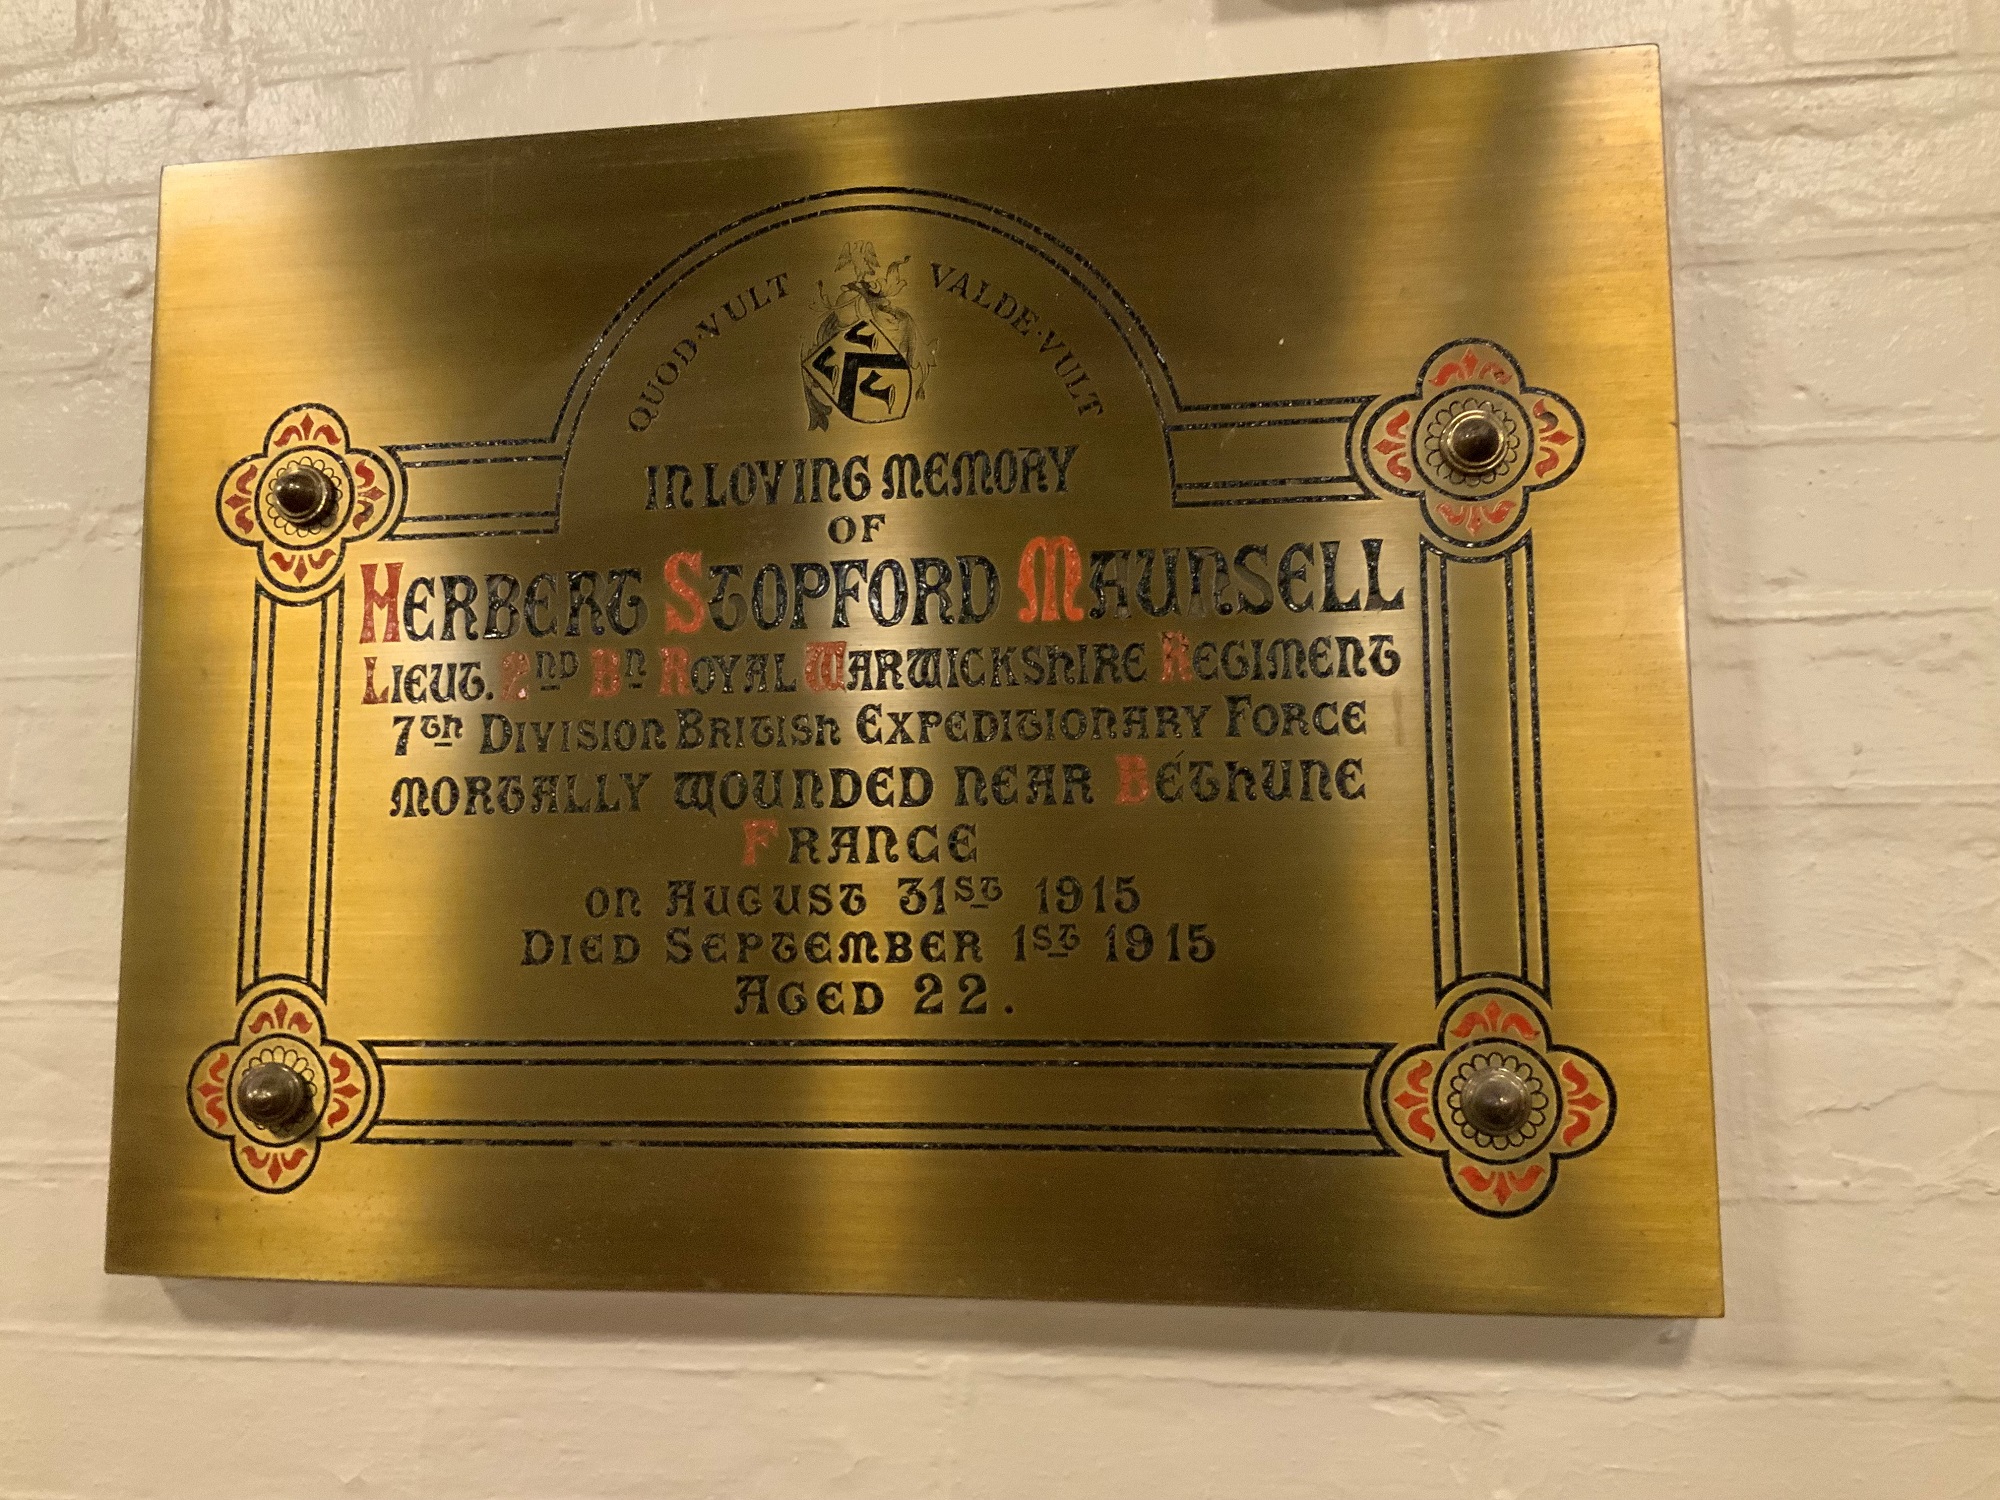 QUOD·VULT VALDE·VULT
IN LOVING MEMORY
OF
HERBERT STOPFORD MAUNSELL
LIEUT. 2ND BN ROYAL WARWICKSHIRE REGIMENT
7TH DIVISION BRITISH EXPEDITIONARY FORCE
MORTALLY WOUNDED NEAR BÉTHUNE
FRANCE
ON AUGUST 31ST 1915
DIED SEPTEMBER 1ST 1915
AGED 22.